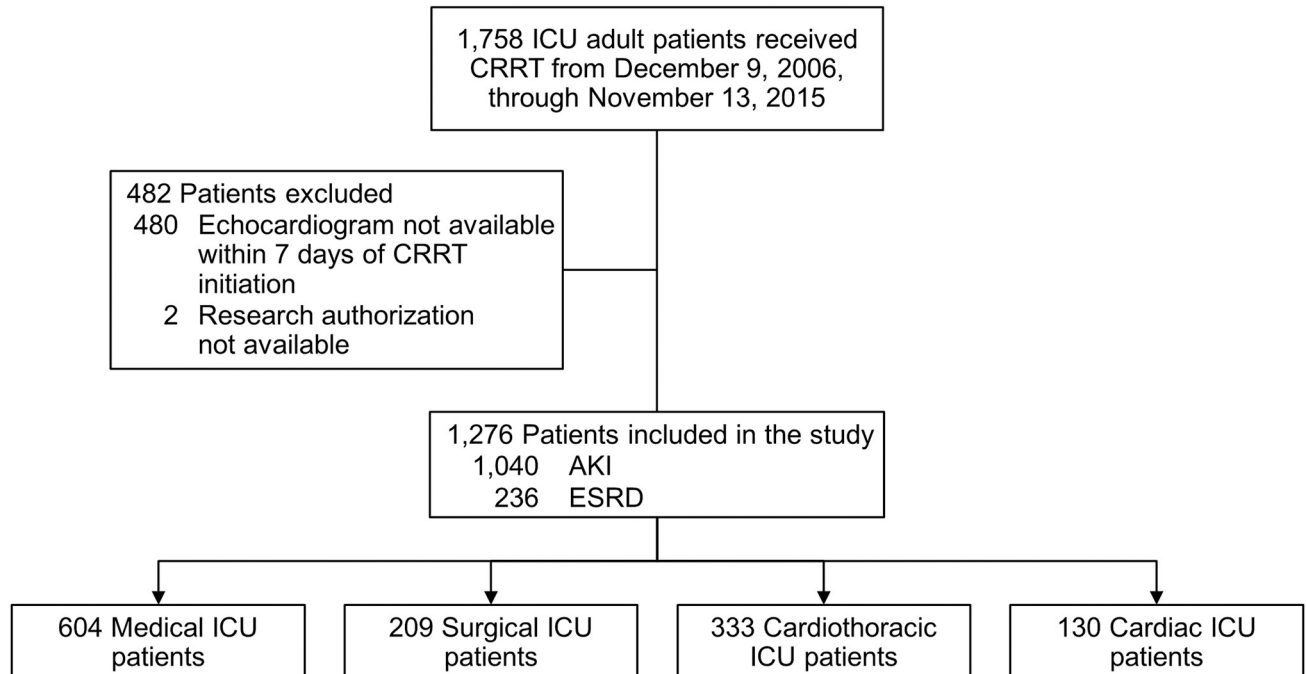 1,758 ICU adult patients received
CRRT from December 9, 2006,
through November 13, 2015
482 Patients excluded
480 Echocardiogram not available
within 7 days of CRRT
initiation
2 Research authorization
not available
1,276 Patients included in the study
1,040 AKI
236 ESRD
604 Medical ICU
patients
209 Surgical ICU
patients
333 Cardiothoracic
ICU patients
130 Cardiac ICU
patients